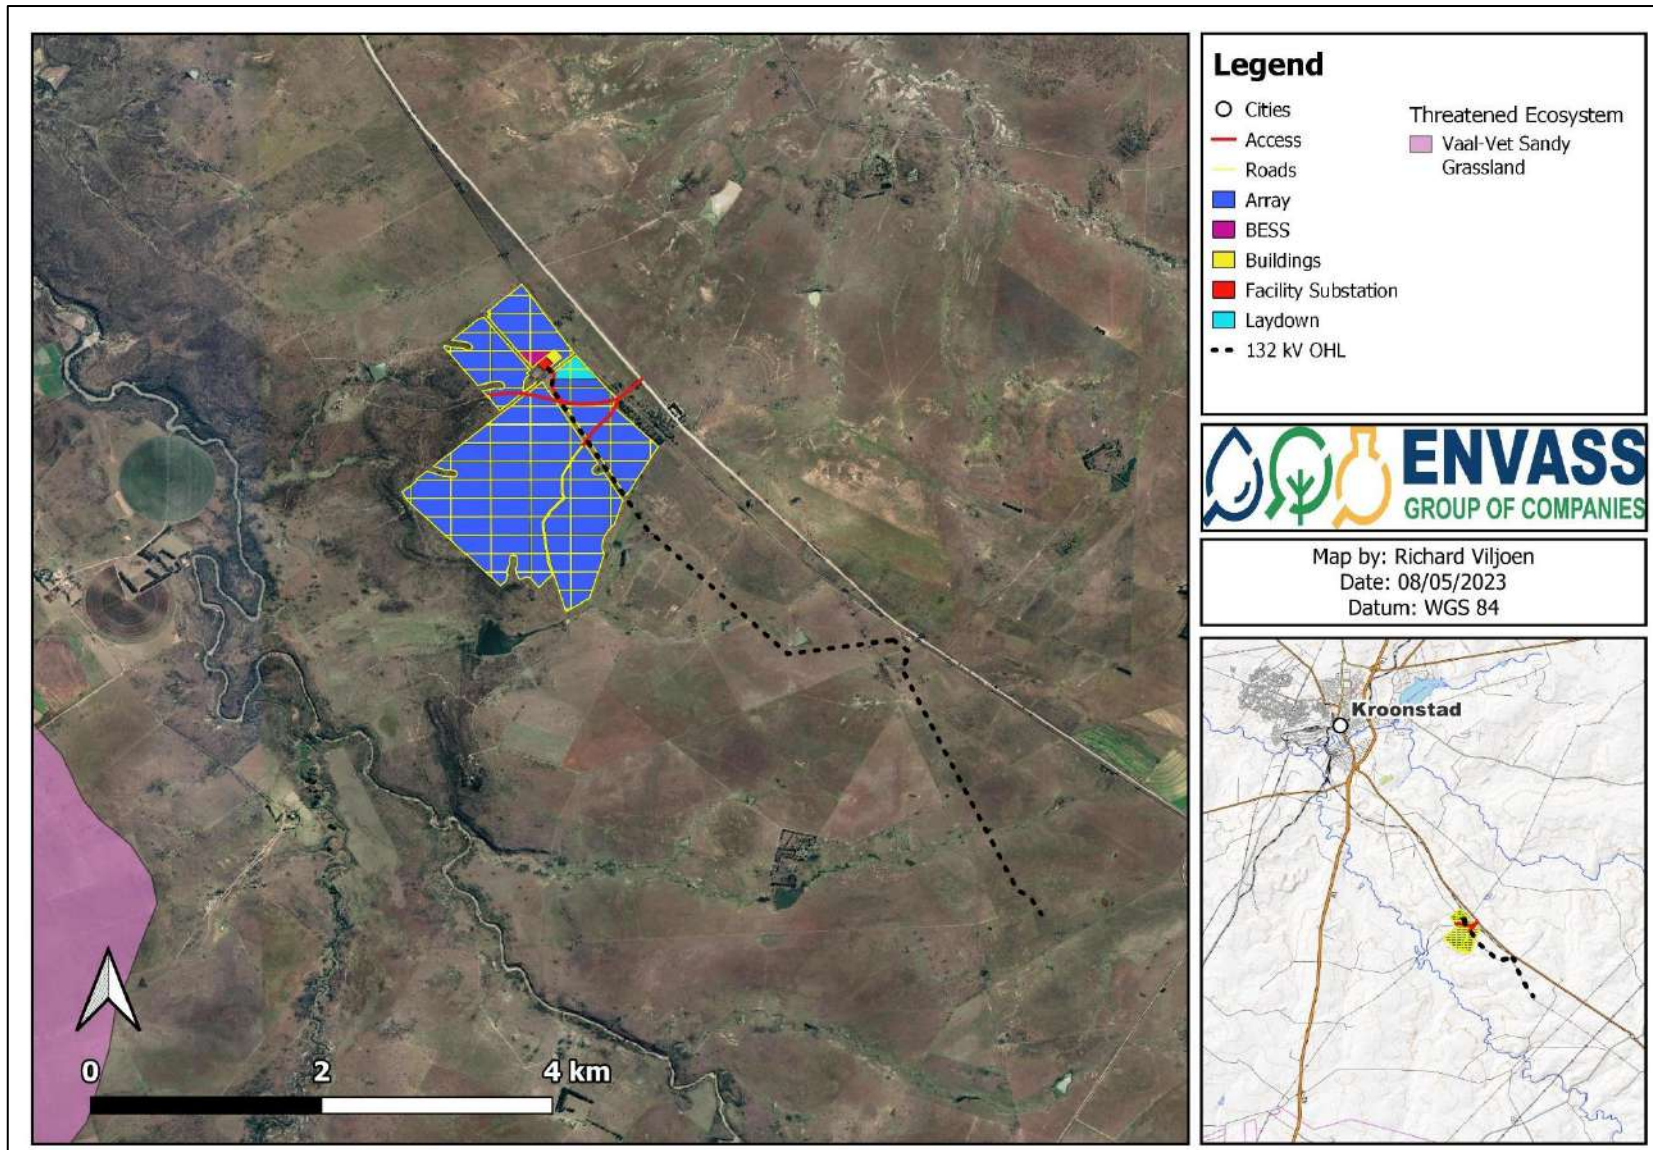 Legend
Cities
Access
Roads
Array
BESS
Buildings
Facility Substation
Laydown
132 kV OHL
Threatened Ecosystem
Vaal-Vet Sandy
Grassland
ENVASS
GROUP OF COMPANIES
Map by: Richard Viljoen
Date: 08/05/2023
Datum: WGS 84
Kroonstad
0 2 4 km